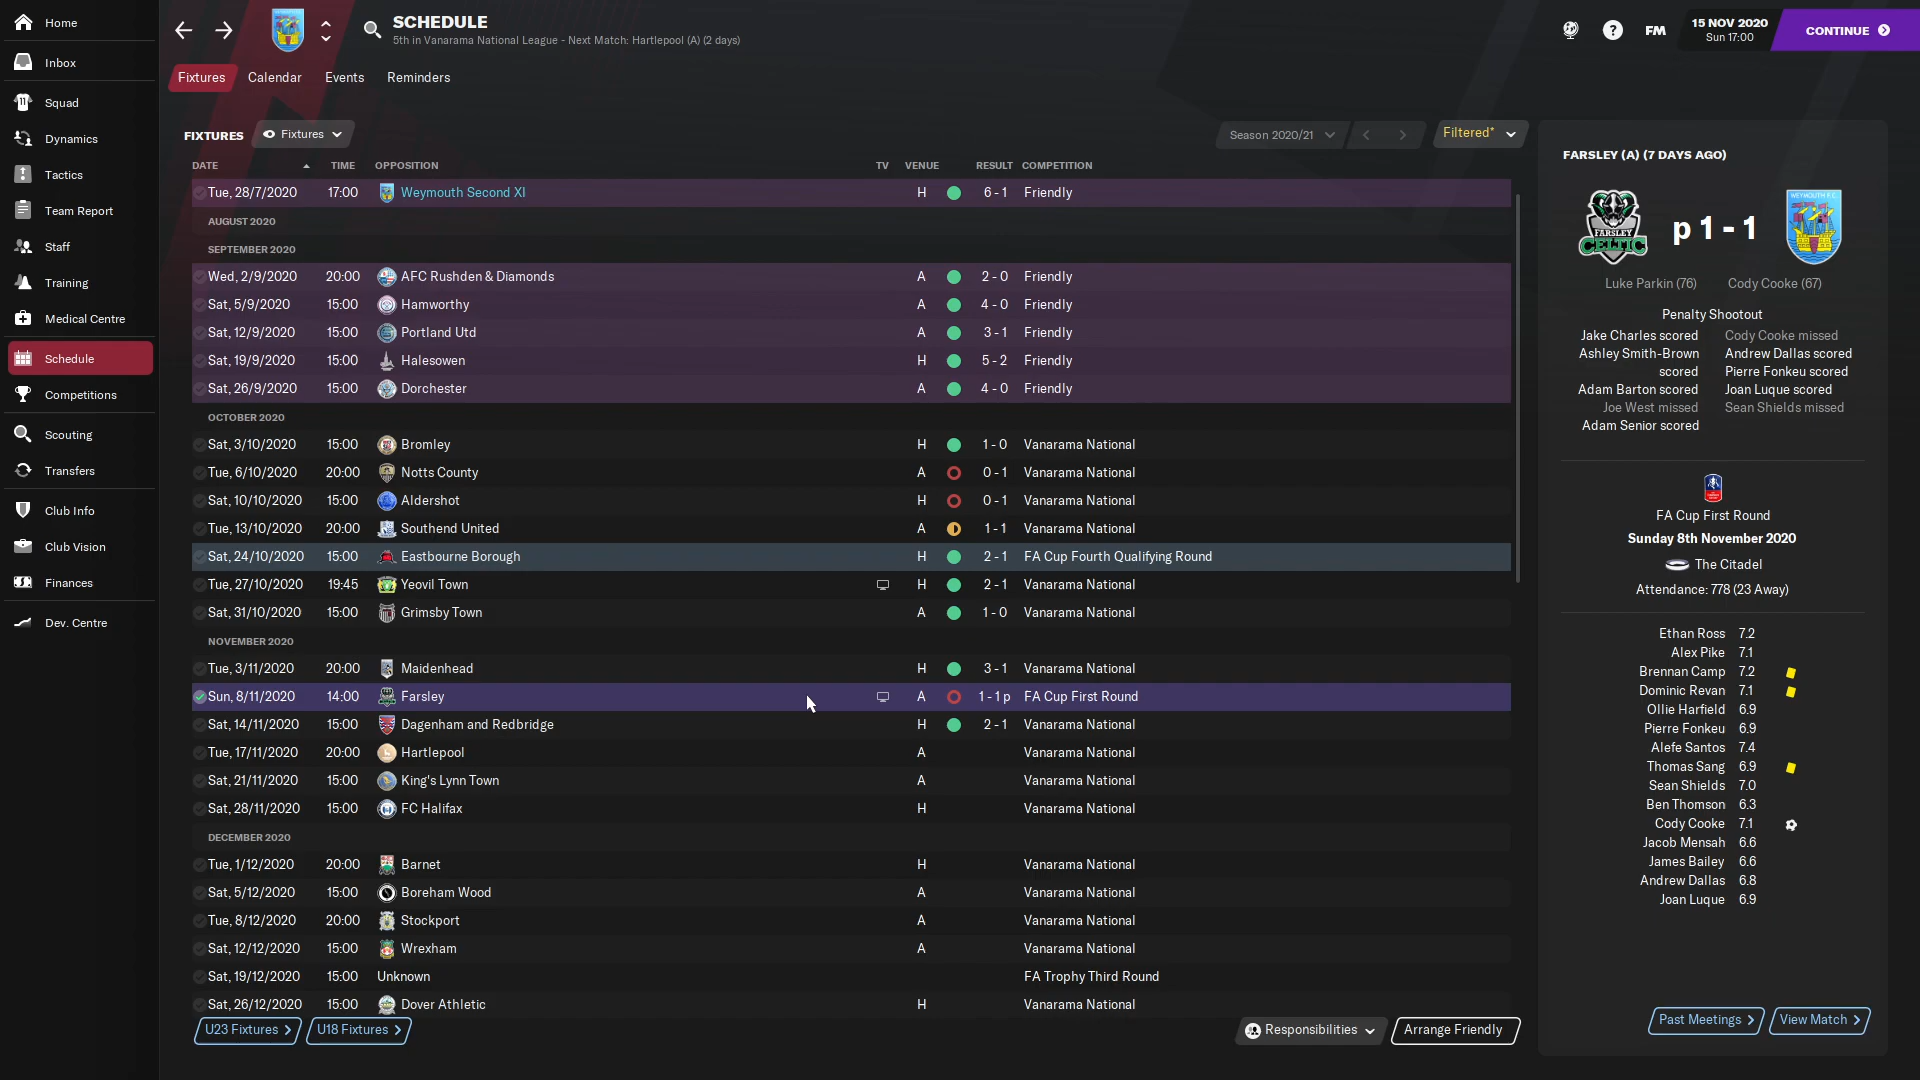 Home
Inbox
Squad
Dynamics
Tactics
Team Report
Staff
Training
Medical Centre
Schedule
Competitions
Scouting
Transfers
Club Info
Club Vision
Finances
Dev. Centre
SCHEDULE
5th in Vanarama National League - Next Match: Hartlepool (A) (2 days)
FM
15 NOV 2020
Sun 17:00
CONTINUE
Fixtures Calendar Events Reminders
FIXTURES Fixtures Season 2020/21 Filtered*
DATE TIME OPPOSITION TV VENUE RESULT COMPETITION
Tue, 28/7/2020 17:00 Weymouth Second XI H 6 - 1 Friendly
AUGUST 2020
SEPTEMBER 2020
Wed, 2/9/2020 20:00 AFC Rushden & Diamonds A 2 - 0 Friendly
Sat, 5/9/2020 15:00 Hamworthy A 4 - 0 Friendly
Sat, 12/9/2020 15:00 Portland Utd A 3 - 1 Friendly
Sat, 19/9/2020 15:00 Halesowen H 5 - 2 Friendly
Sat, 26/9/2020 15:00 Dorchester A 4 - 0 Friendly
OCTOBER 2020
Sat, 3/10/2020 15:00 Bromley H 1 - 0 Vanarama National
Tue, 6/10/2020 20:00 Notts County A 0 - 1 Vanarama National
Sat, 10/10/2020 15:00 Aldershot H 0 - 1 Vanarama National
Tue, 13/10/2020 20:00 Southend United A 1 - 1 Vanarama National
Sat, 24/10/2020 15:00 Eastbourne Borough H 2 - 1 FA Cup Fourth Qualifying Round
Tue, 27/10/2020 19:45 Yeovil Town H 2 - 1 Vanarama National
Sat, 31/10/2020 15:00 Grimsby Town A 1 - 0 Vanarama National
NOVEMBER 2020
Tue, 3/11/2020 20:00 Maidenhead H 3 - 1 Vanarama National
Sun, 8/11/2020 14:00 Farsley A 1 - 1 p FA Cup First Round
Sat, 14/11/2020 15:00 Dagenham and Redbridge H 2 - 1 Vanarama National
Tue, 17/11/2020 20:00 Hartlepool A Vanarama National
Sat, 21/11/2020 15:00 King's Lynn Town A Vanarama National
Sat, 28/11/2020 15:00 FC Halifax H Vanarama National
DECEMBER 2020
Tue, 1/12/2020 20:00 Barnet H Vanarama National
Sat, 5/12/2020 15:00 Boreham Wood A Vanarama National
Tue, 8/12/2020 20:00 Stockport A Vanarama National
Sat, 12/12/2020 15:00 Wrexham A Vanarama National
Sat, 19/12/2020 15:00 Unknown FA Trophy Third Round
Sat, 26/12/2020 15:00 Dover Athletic H Vanarama National
U23 Fixtures U18 Fixtures Responsibilities Arrange Friendly
FARSLEY (A) (7 DAYS AGO)
FARSLEY
CELTIC
p 1 - 1
WEYMOUTH F.C.
Luke Parkin (76) Cody Cooke (67)
Penalty Shootout
Jake Charles scored Cody Cooke missed
Ashley Smith-Brown Andrew Dallas scored
scored Pierre Fonkeu scored
Adam Barton scored Joan Luque scored
Joe West missed Sean Shields missed
Adam Senior scored
FA Cup First Round
Sunday 8th November 2020
The Citadel
Attendance: 778 (23 Away)
Ethan Ross 7.2
Alex Pike 7.1
Brennan Camp 7.2
Dominic Revan 7.1
Ollie Harfield 6.9
Pierre Fonkeu 6.9
Alefe Santos 7.4
Thomas Sang 6.9
Sean Shields 7.0
Ben Thomson 6.3
Cody Cooke 7.1
Jacob Mensah 6.6
James Bailey 6.6
Andrew Dallas 6.8
Joan Luque 6.9
Past Meetings View Match